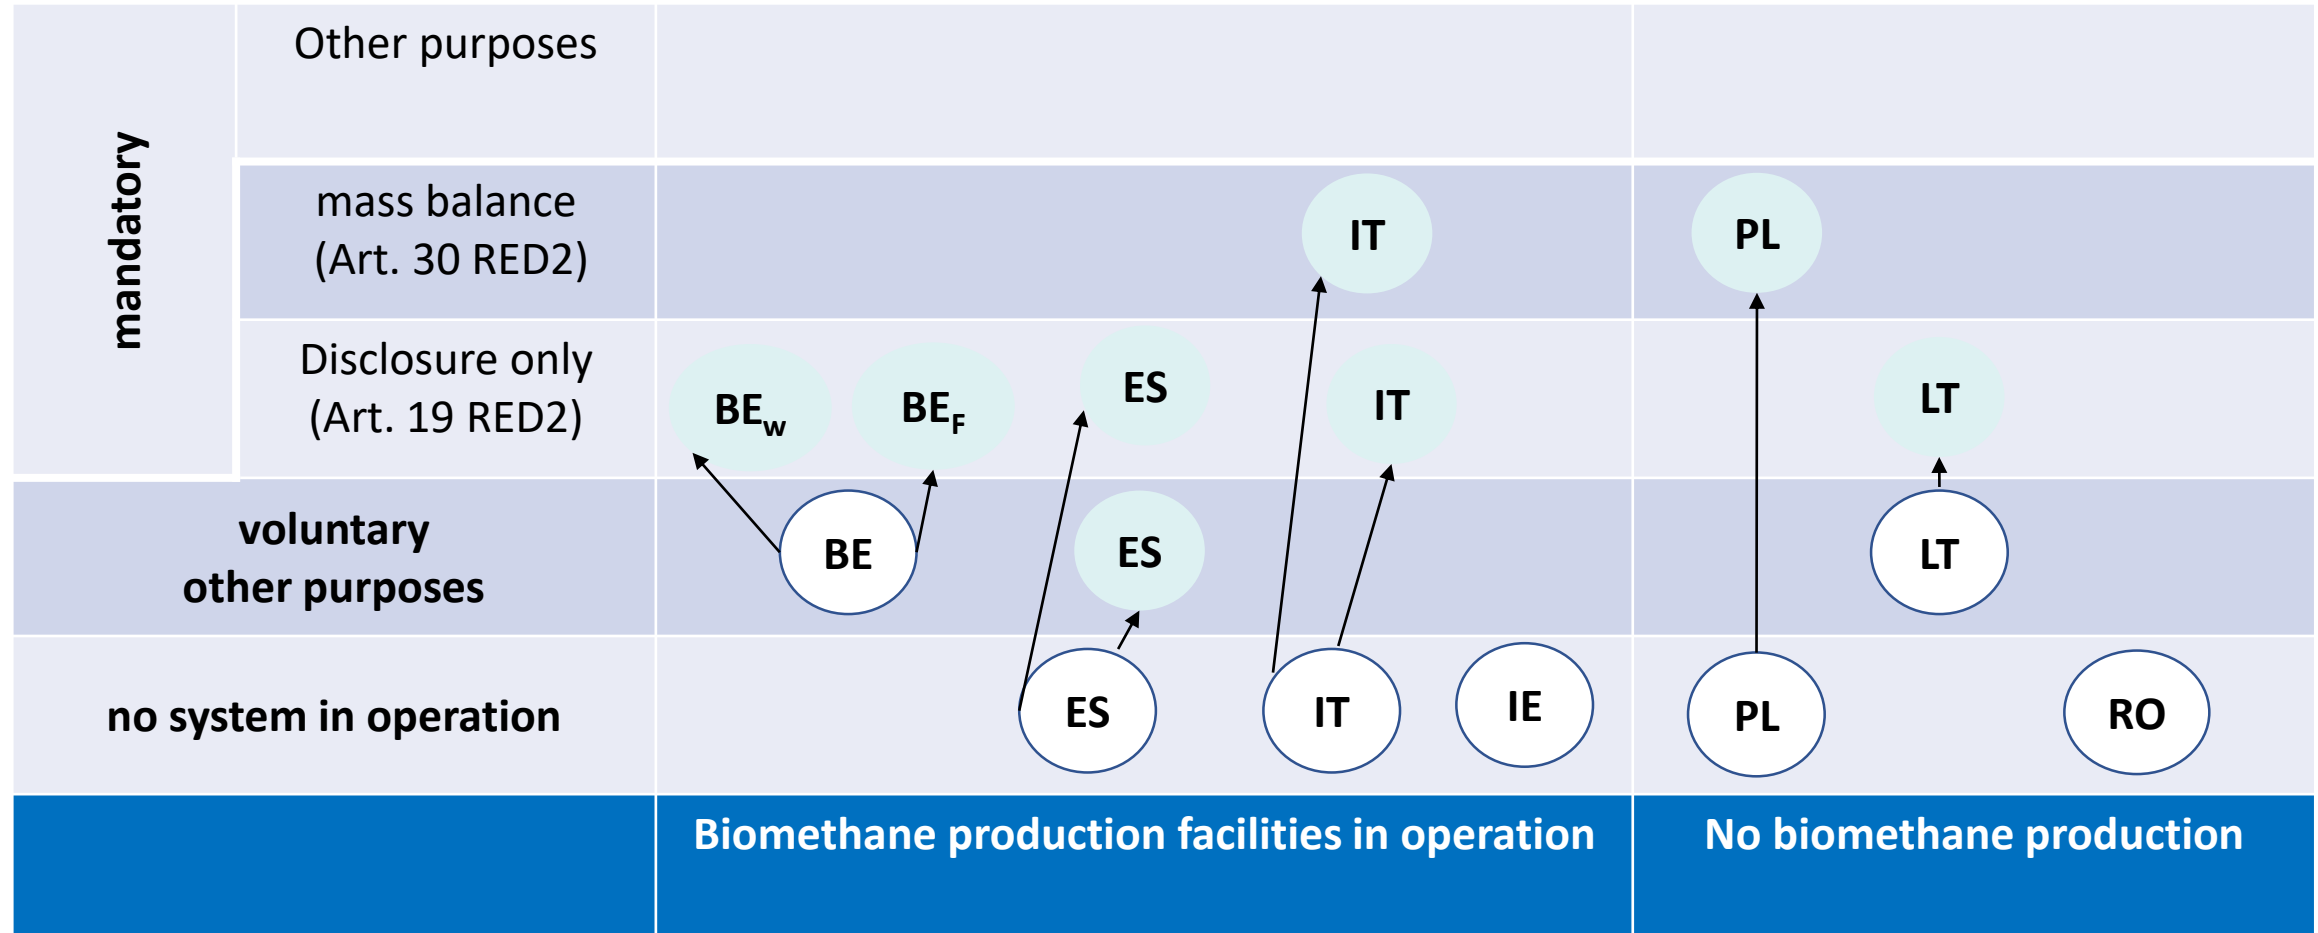 mandatory
Other purposes
mass balance
(Art. 30 RED2)
IT
PL
Disclosure only
(Art. 19 RED2)
BEw
BEF
ES
IT
LT
voluntary
other purposes
BE
ES
LT
no system in operation
ES
IT
IE
PL
RO
Biomethane production facilities in operation
No biomethane production